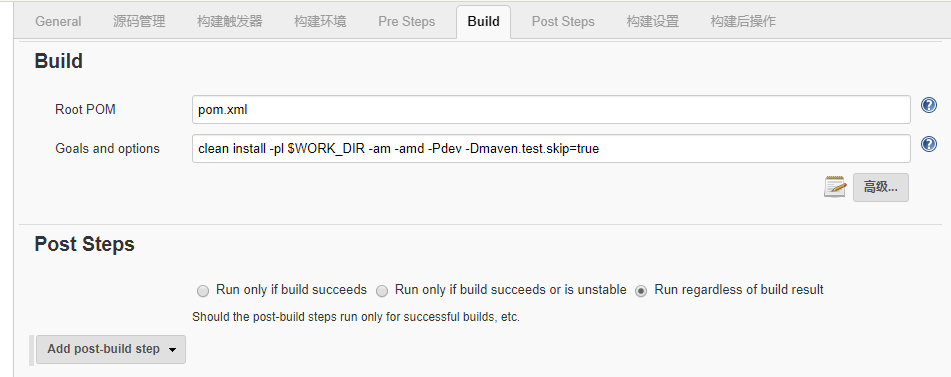 General 源码管理 构建触发器 构建环境 Pre Steps Build Post Steps 构建设置 构建后操作
Build
Root POM pom.xml
Goals and options clean install -pl $WORK_DIR -am -amd -Pdev -Dmaven.test.skip=true
高级...
Post Steps
Run only if build succeeds Run only if build succeeds or is unstable Run regardless of build result
Should the post-build steps run only for successful builds, etc.
Add post-build step